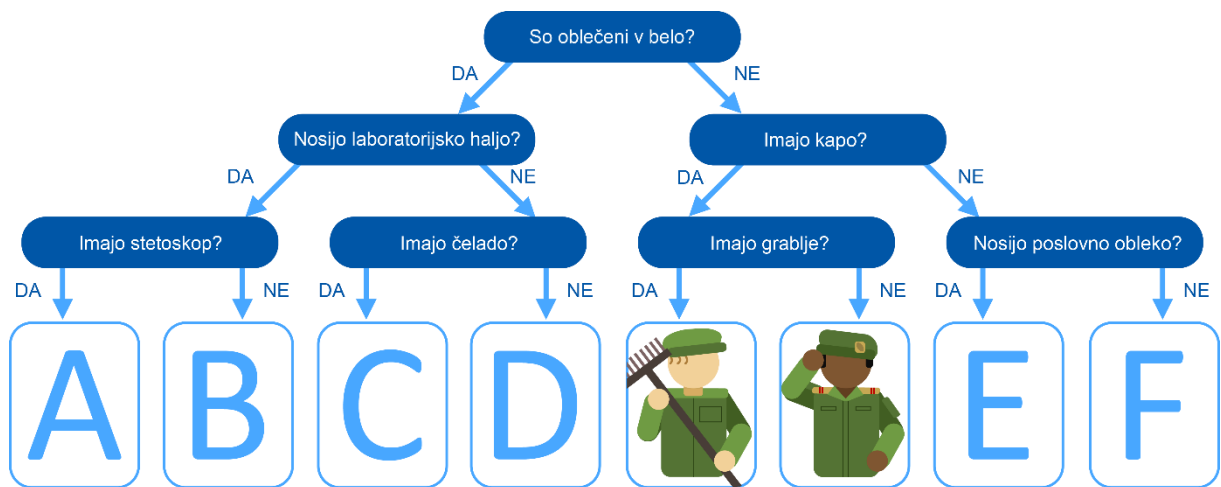 So oblečeni v belo?
DA
NE
Nosijo laboratorijsko haljo?
Imajo kapo?
DA
NE
DA
NE
Imajo stetoskop?
Imajo čelado?
Imajo grablje?
Nosijo poslovno obleko?
DA
NE
DA
NE
DA
NE
DA
NE
A
B
C
D
E
F